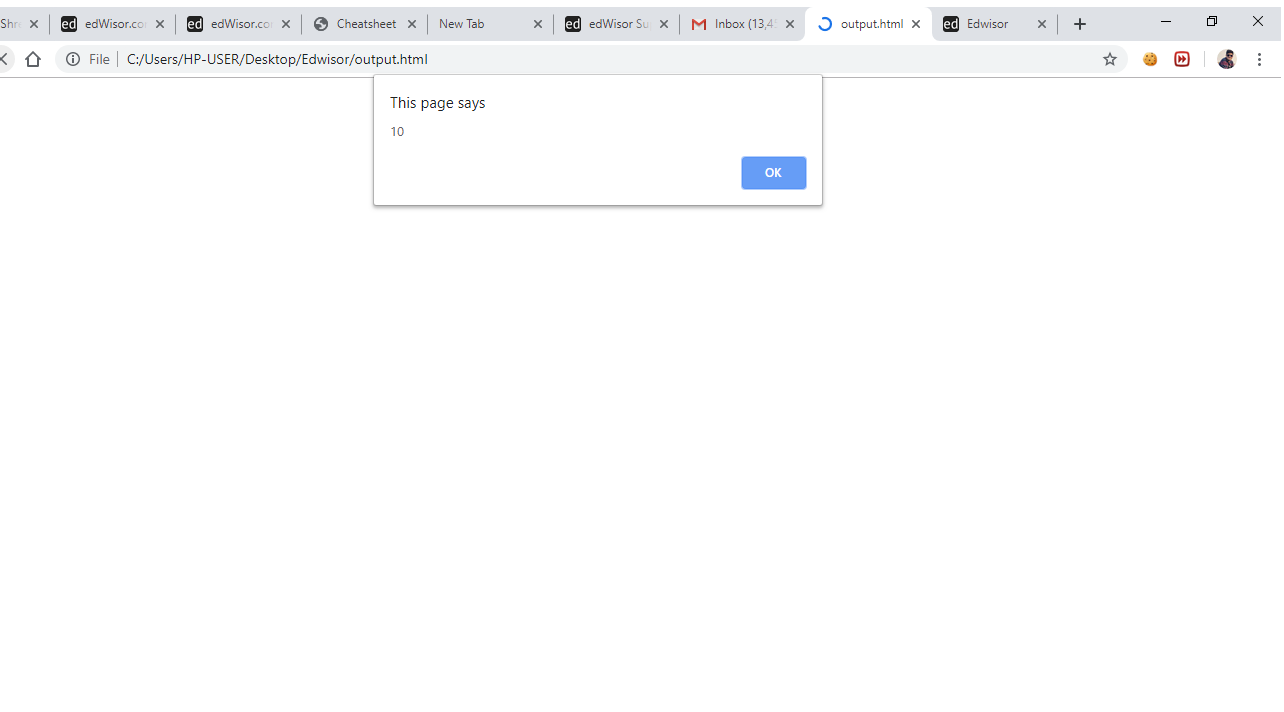 Shre ed edWisor.co ed edWisor.co Cheatsheet New Tab ed edWisor Su Inbox (13,4 output.html ed Edwisor
File C:/Users/HP-USER/Desktop/Edwisor/output.html
This page says
10
OK